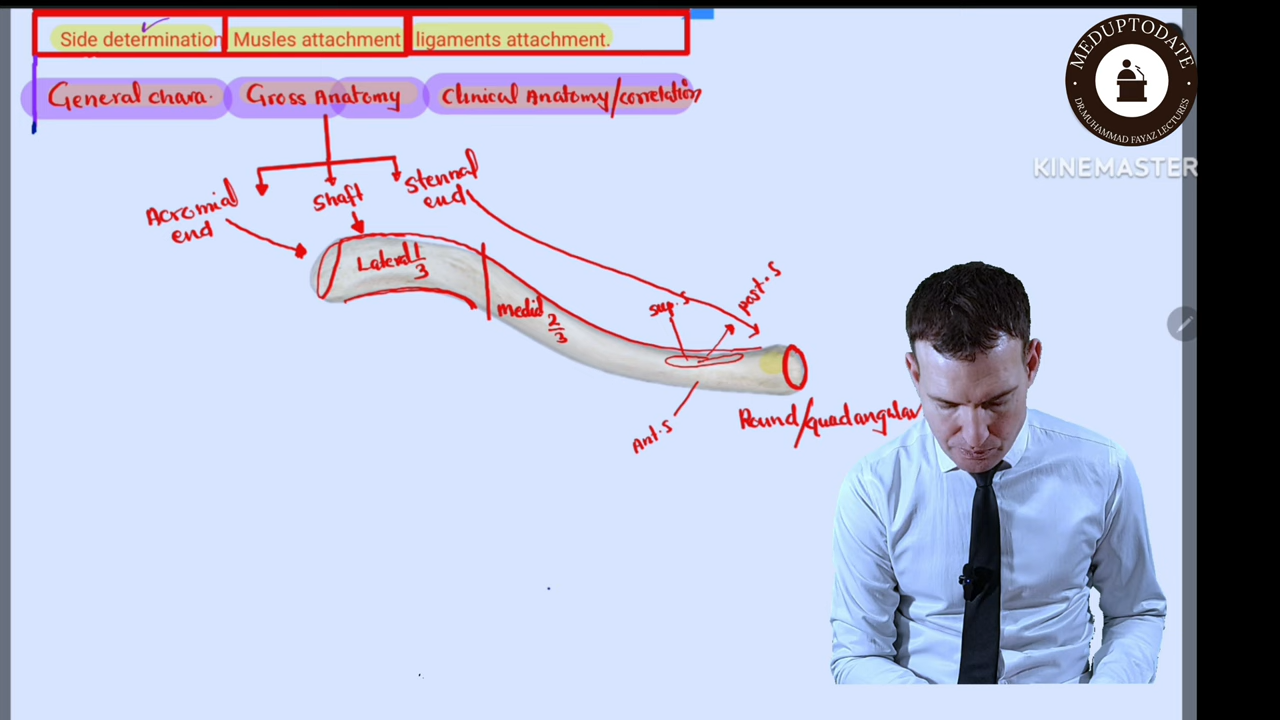 Side determination Musles attachment ligaments attachment.
General chara. Gross Anatomy Clinical Anatomy/correlation
Acromial end
Shaft
Sternal end
Lateral 1/3
Medial 2/3
sup.s
post.s
Ant.s
Round/quadangular
MEDUPTODATE
DR.MUHAMMAD FAYAZ LECTURES
KINEMASTER